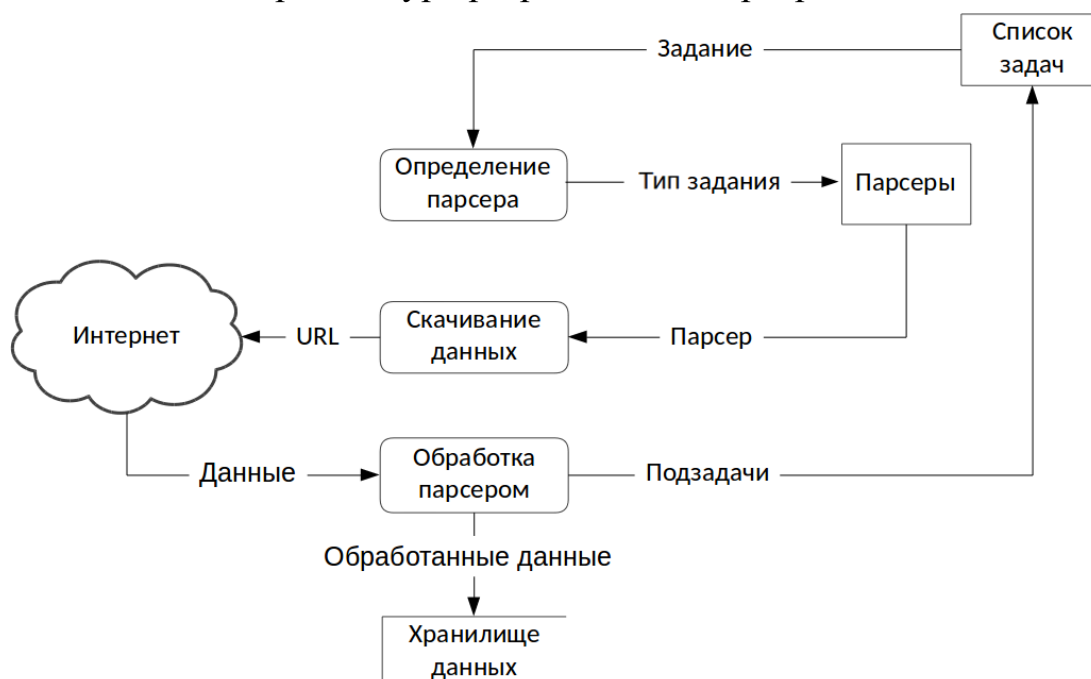 Список
задач
Задание
Определение
парсера
Тип задания
Парсеры
Интернет
URL
Скачивание
данных
Парсер
Данные
Обработка
парсером
Подзадачи
Обработанные данные
Хранилище
данных